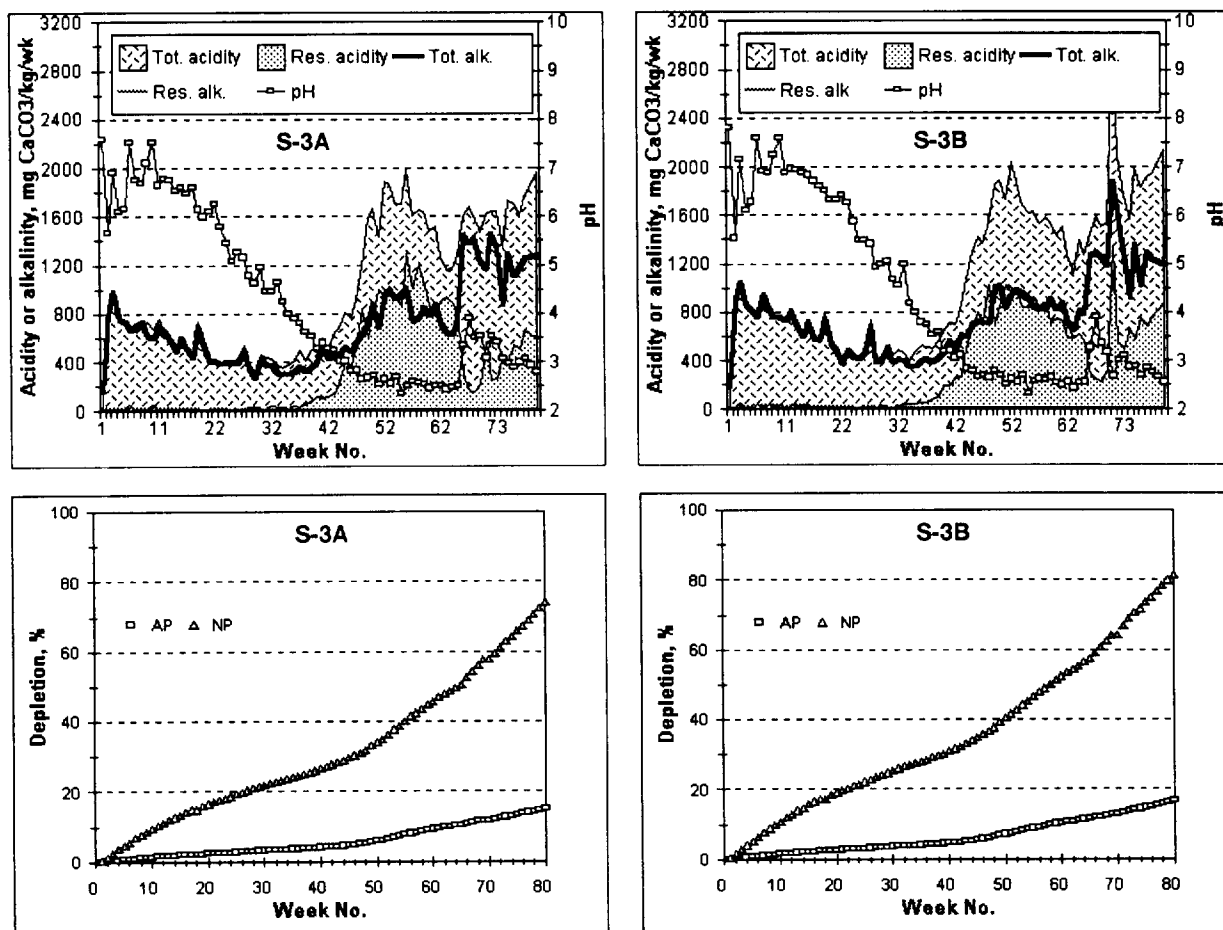 3200
2800
2400
2000
1600
1200
800
400
0
Acidity or alkalinity, mg CaCO3/kg/wk
Tot. acidity Res. acidity Tot. alk.
Res. alk. pH
S-3A
10
9
8
7
6
5
4
3
2
pH
1 11 22 32 42 52 62 73
Week No.
3200
2800
2400
2000
1600
1200
800
400
0
Acidity or alkalinity, mg CaCO3/kg/wk
Tot. acidity Res. acidity Tot. alk.
Res. alk pH
S-3B
10
9
8
7
6
5
4
3
2
pH
1 11 22 32 42 52 62 73
Week No.
100
80
60
40
20
0
Depletion, %
S-3A
AP NP
0 10 20 30 40 50 60 70 80
Week No.
100
80
60
40
20
0
Depletion, %
S-3B
AP NP
0 10 20 30 40 50 60 70 80
Week No.